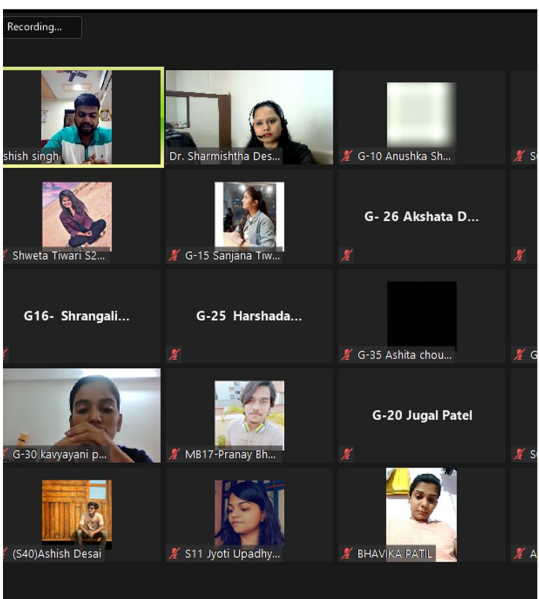 Recording...
shish singh
Dr. Sharmishtha Des...
G-10 Anushka Sh...
Shweta Tiwari S2...
G-15 Sanjana Tiw...
G- 26 Akshata D...
G16- Shrangali...
G-25 Harshada...
G-35 Ashita chou...
G
G-30 kavyayani p...
MB17-Pranay Bh...
G-20 Jugal Patel
S
(S40)Ashish Desai
S11 Jyoti Upadhy...
BHAVIKA PATIL
A